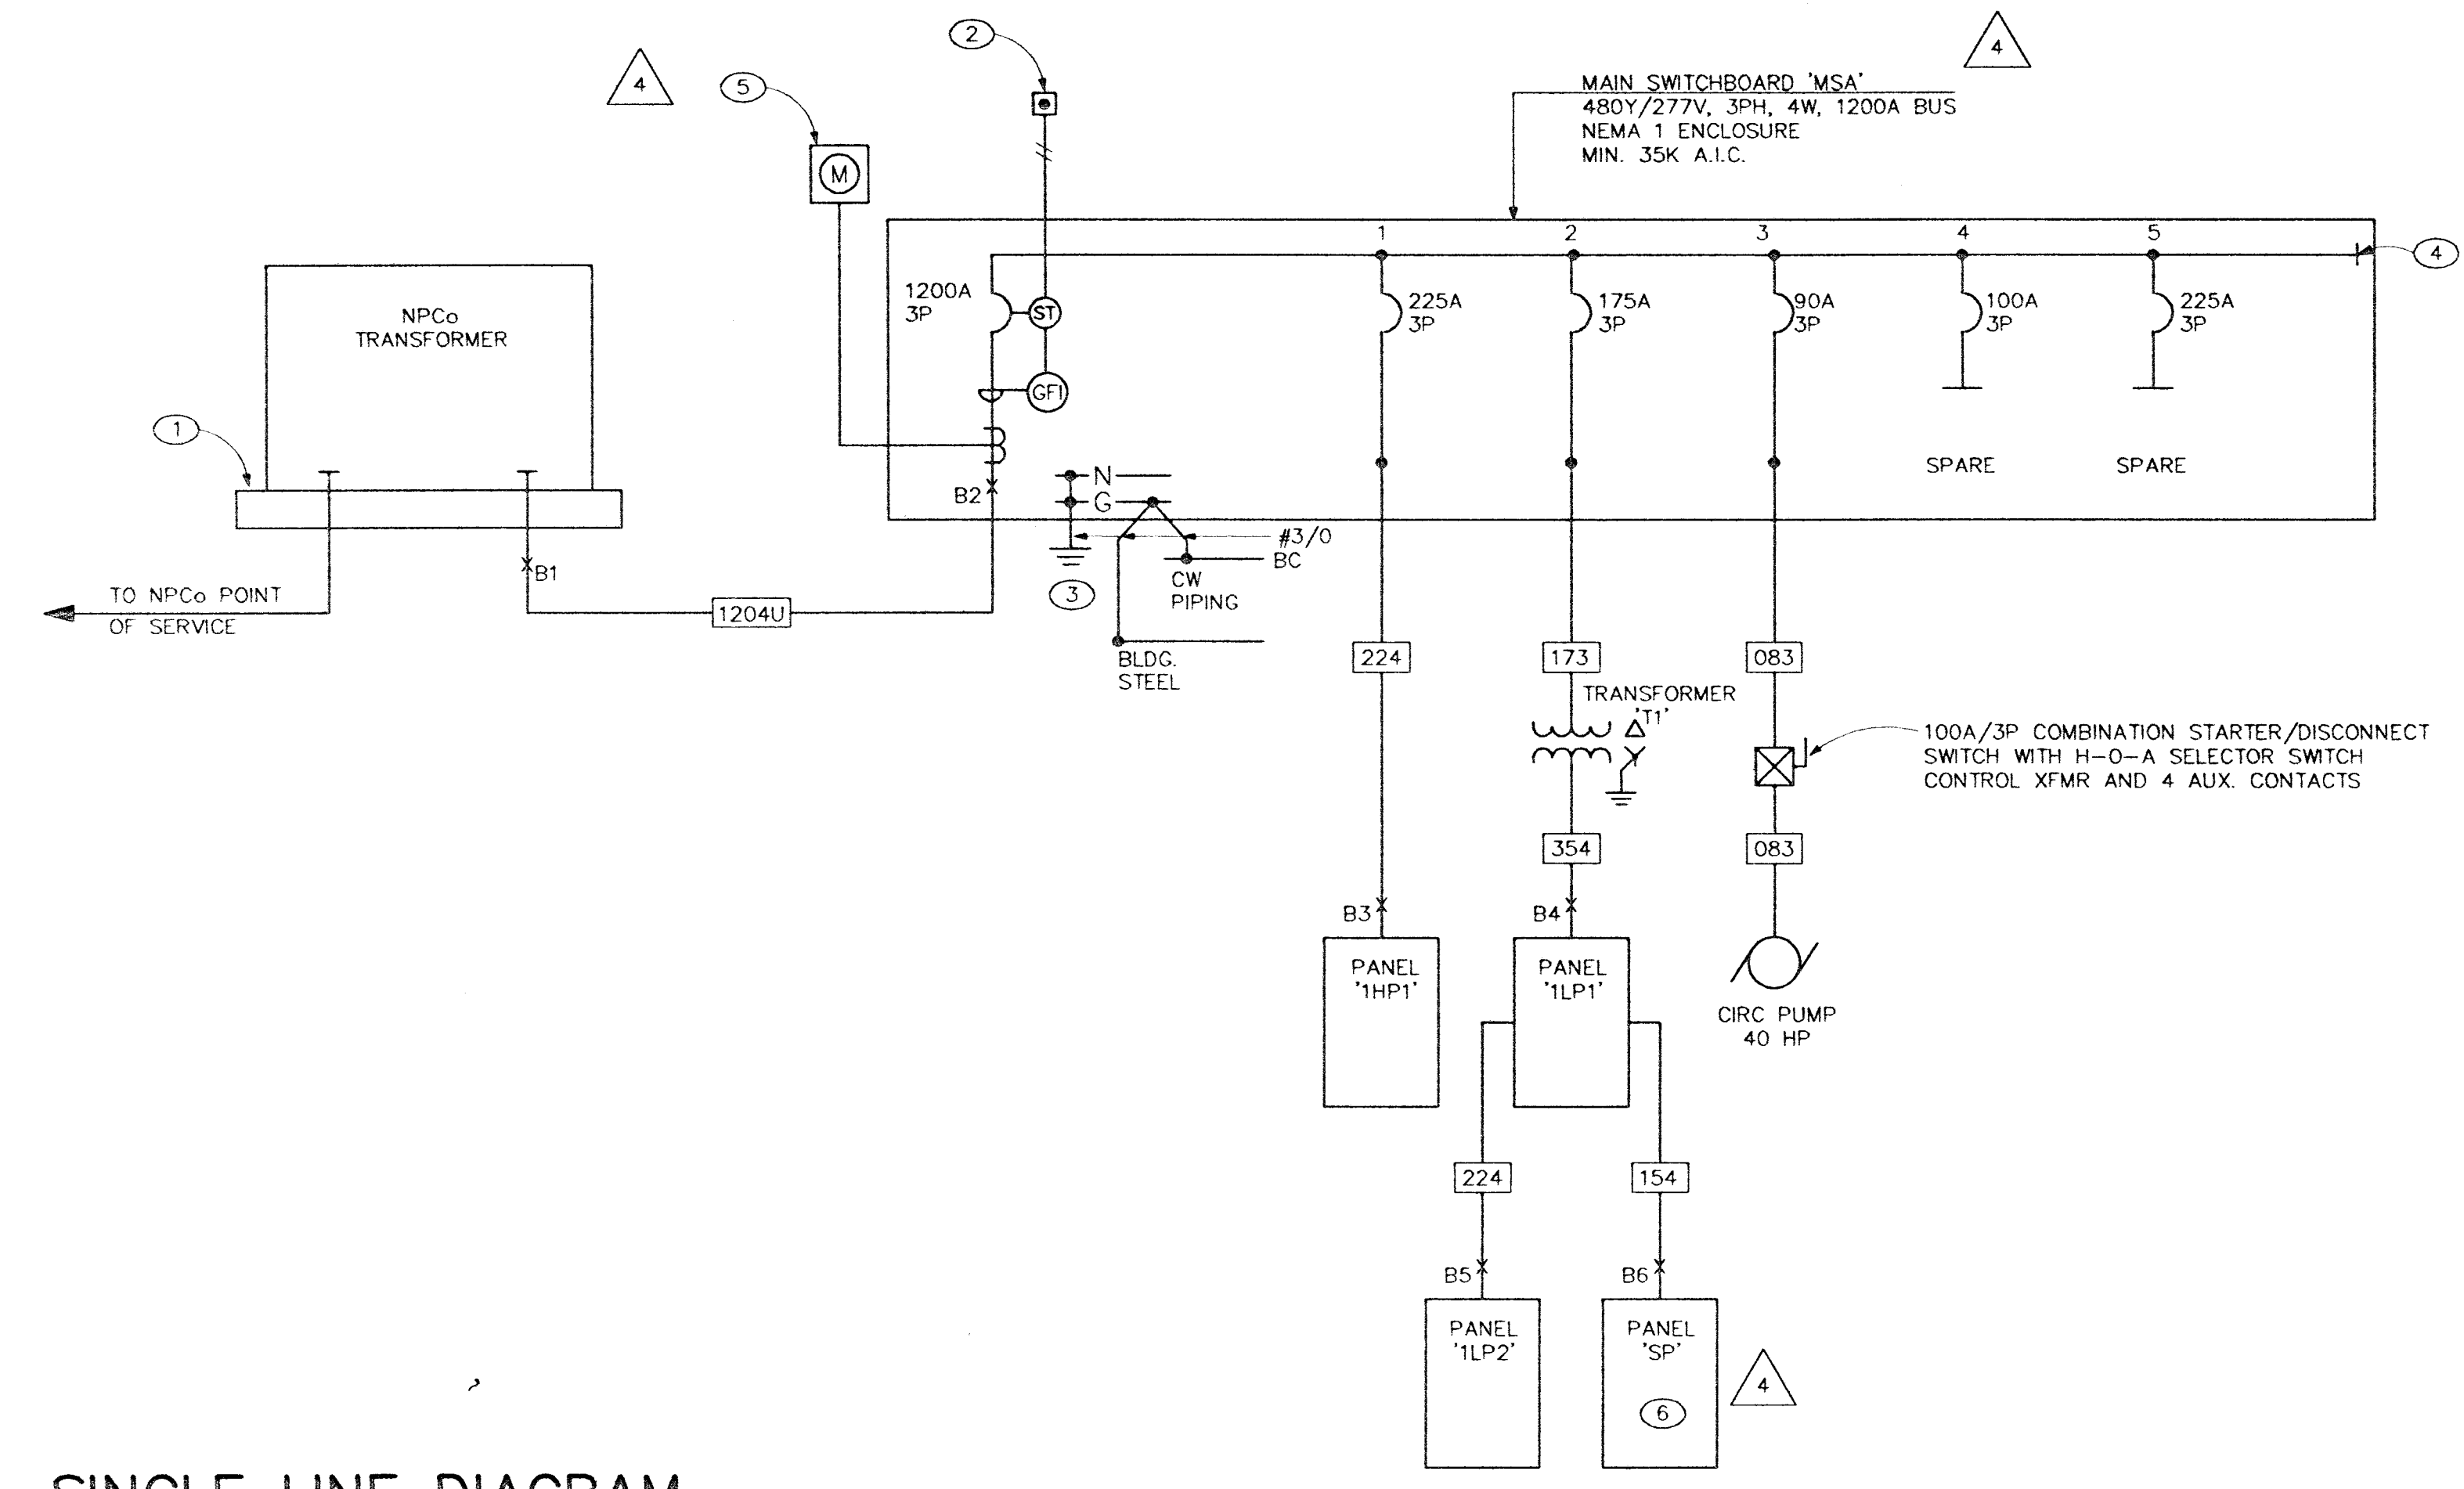 2
4
4
5
MAIN SWITCHBOARD 'MSA'
480Y/277V, 3PH, 4W, 1200A BUS
NEMA 1 ENCLOSURE
MIN. 35K A.I.C.
M
1
2
3
4
5
4
1200A
3P
ST
225A
3P
175A
3P
90A
3P
100A
3P
225A
3P
NPCo
TRANSFORMER
GFI
1
SPARE
SPARE
N
B2
G
#3/0
BC
B1
CW
PIPING
3
TO NPCo POINT
OF SERVICE
1204U
BLDG.
STEEL
224
173
083
TRANSFORMER
'T1'
100A/3P COMBINATION STARTER/DISCONNECT
SWITCH WITH H-O-A SELECTOR SWITCH
CONTROL XFMR AND 4 AUX. CONTACTS
354
083
B3
B4
PANEL
'1HP1'
PANEL
'1LP1'
CIRC PUMP
40 HP
224
154
B5
B6
PANEL
'1LP2'
PANEL
'SP'
4
6
SINGLE LINE DIAGRAM